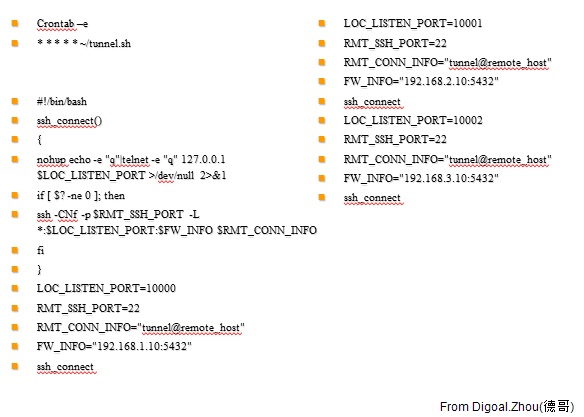 Crontab –e
* * * * * ~/tunnel.sh
#!/bin/bash
ssh_connect()
{
nohup echo -e "q"|telnet -e "q" 127.0.0.1
$LOC_LISTEN_PORT >/dev/null 2>&1
if [ $? -ne 0 ]; then
ssh -CNf -p $RMT_SSH_PORT -L
*:$LOC_LISTEN_PORT:$FW_INFO $RMT_CONN_INFO
fi
}
LOC_LISTEN_PORT=10000
RMT_SSH_PORT=22
RMT_CONN_INFO="tunnel@remote_host"
FW_INFO="192.168.1.10:5432"
ssh_connect
LOC_LISTEN_PORT=10001
RMT_SSH_PORT=22
RMT_CONN_INFO="tunnel@remote_host"
FW_INFO="192.168.2.10:5432"
ssh_connect
LOC_LISTEN_PORT=10002
RMT_SSH_PORT=22
RMT_CONN_INFO="tunnel@remote_host"
FW_INFO="192.168.3.10:5432"
ssh_connect
From Digoal.Zhou(德哥)